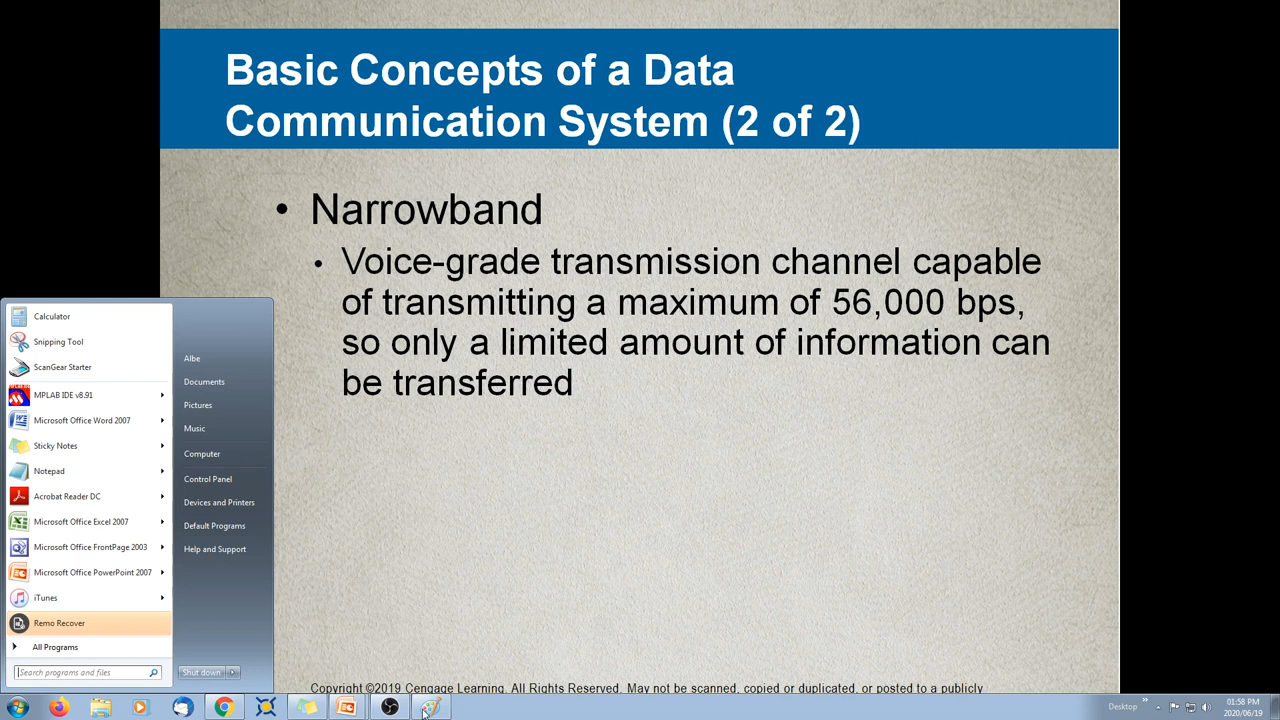 Basic Concepts of a Data
Communication System (2 of 2)
• Narrowband
• Voice-grade transmission channel capable
of transmitting a maximum of 56,000 bps,
so only a limited amount of information can
be transferred
Calculator
Snipping Tool
ScanGear Starter
MPLAB IDE v8.91
Microsoft Office Word 2007
Sticky Notes
Notepad
Acrobat Reader DC
Microsoft Office Excel 2007
Microsoft Office FrontPage 2003
Microsoft Office PowerPoint 2007
iTunes
Remo Recover
All Programs
Search programs and files
Albe
Documents
Pictures
Music
Computer
Control Panel
Devices and Printers
Default Programs
Help and Support
Shut down
Copyright ©2019 Cengage Learning. All Rights Reserved. May not be scanned, copied or duplicated, or posted to a publicly
Desktop
01:58 PM
2020/06/19